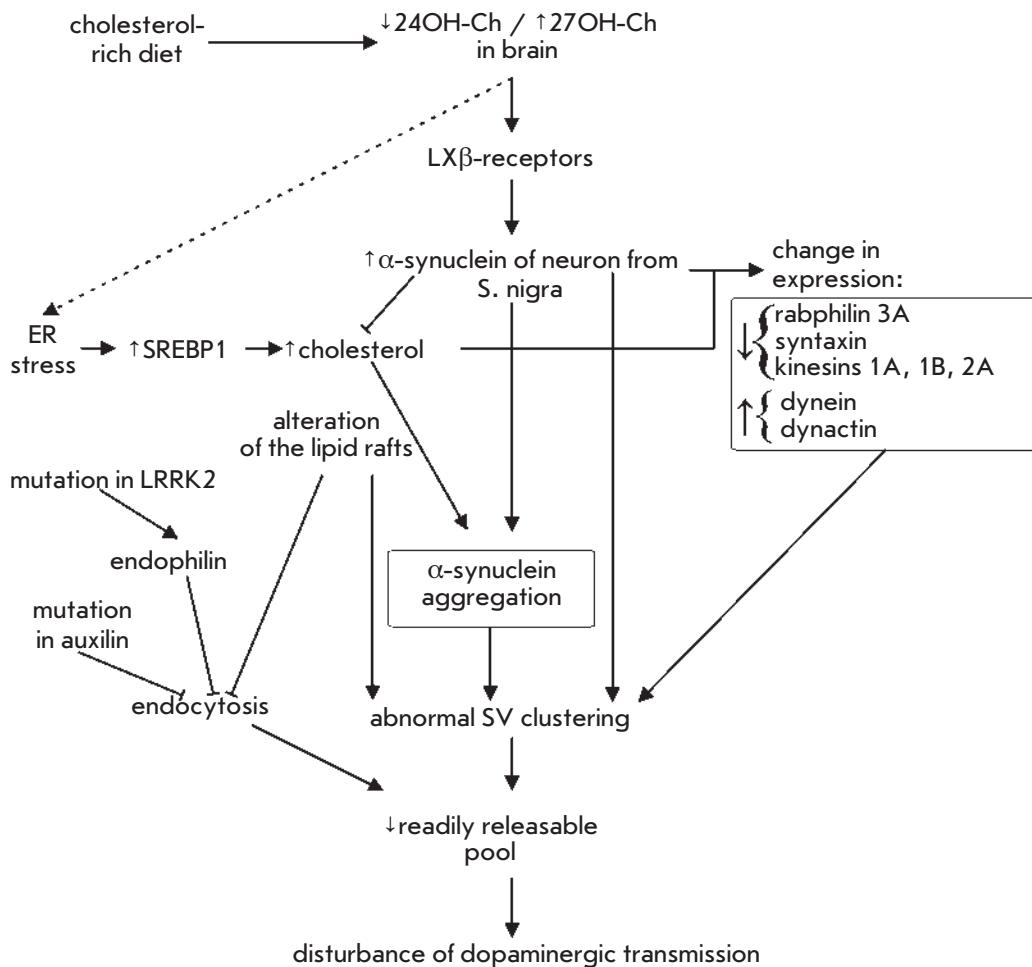 cholesterol-
rich diet
↓24OH-Ch / ↑27OH-Ch
in brain
LXβ-receptors
↑α-synuclein of neuron from
S. nigra
change in
expression:
rabphilin 3A
syntaxin
kinesins 1A, 1B, 2A
dynein
dynactin
ER
stress
↑SREBP1
↑cholesterol
alteration
of the lipid rafts
mutation in LRRK2
endophilin
mutation
in auxilin
endocytosis
α-synuclein
aggregation
abnormal SV clustering
↓readily releasable
pool
disturbance of dopaminergic transmission